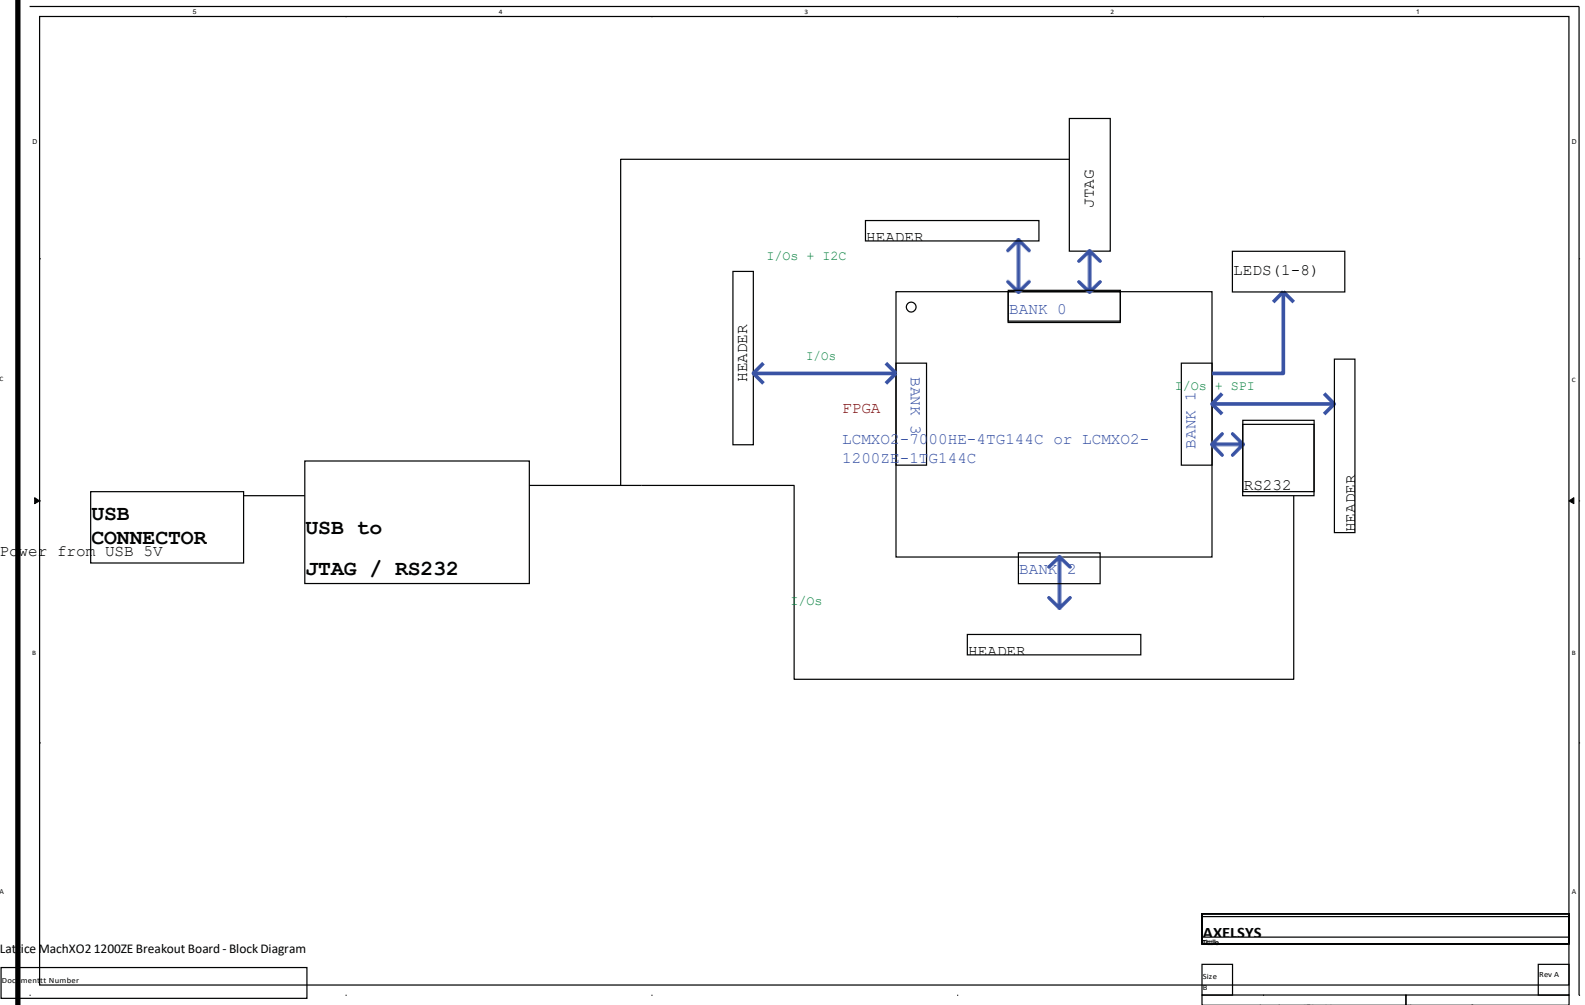 5 4 3 2 1
D D
JTAG
HEADER
I/Os + I2C
LEDS(1-8)
BANK 0
HEADER
I/Os
C C
BANK 3
I/Os + SPI
BANK 1
FPGA
LCMXO2-7000HE-4TG144C or LCMXO2-
1200ZE-1TG144C
RS232
HEADER
USB
CONNECTOR
Power from USB 5V
USB to
JTAG / RS232
BANK 2
I/Os
HEADER
B B
A A
AXELSYS
Lattice MachXO2 1200ZE Breakout Board - Block Diagram
Documentt Number
Size
B
Rev A